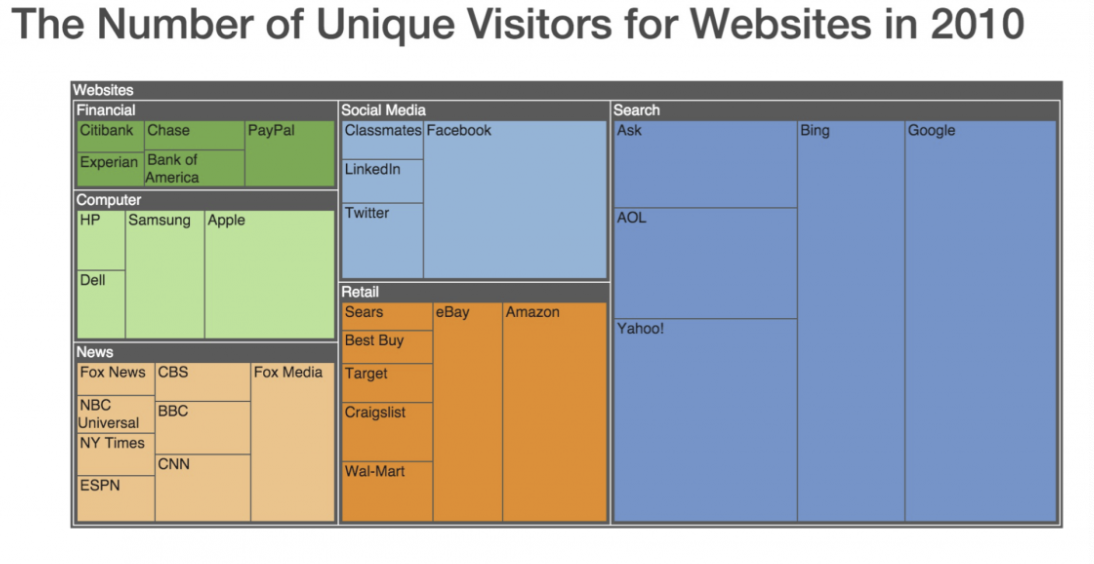 The Number of Unique Visitors for Websites in 2010
Websites
Financial
Citibank
Chase
PayPal
Experian
Bank of
America
Computer
HP
Samsung
Apple
Dell
News
Fox News
CBS
Fox Media
NBC
Universal
BBC
NY Times
CNN
ESPN
Social Media
Classmates
Facebook
LinkedIn
Twitter
Retail
Sears
eBay
Amazon
Best Buy
Target
Craigslist
Wal-Mart
Search
Ask
Bing
Google
AOL
Yahoo!